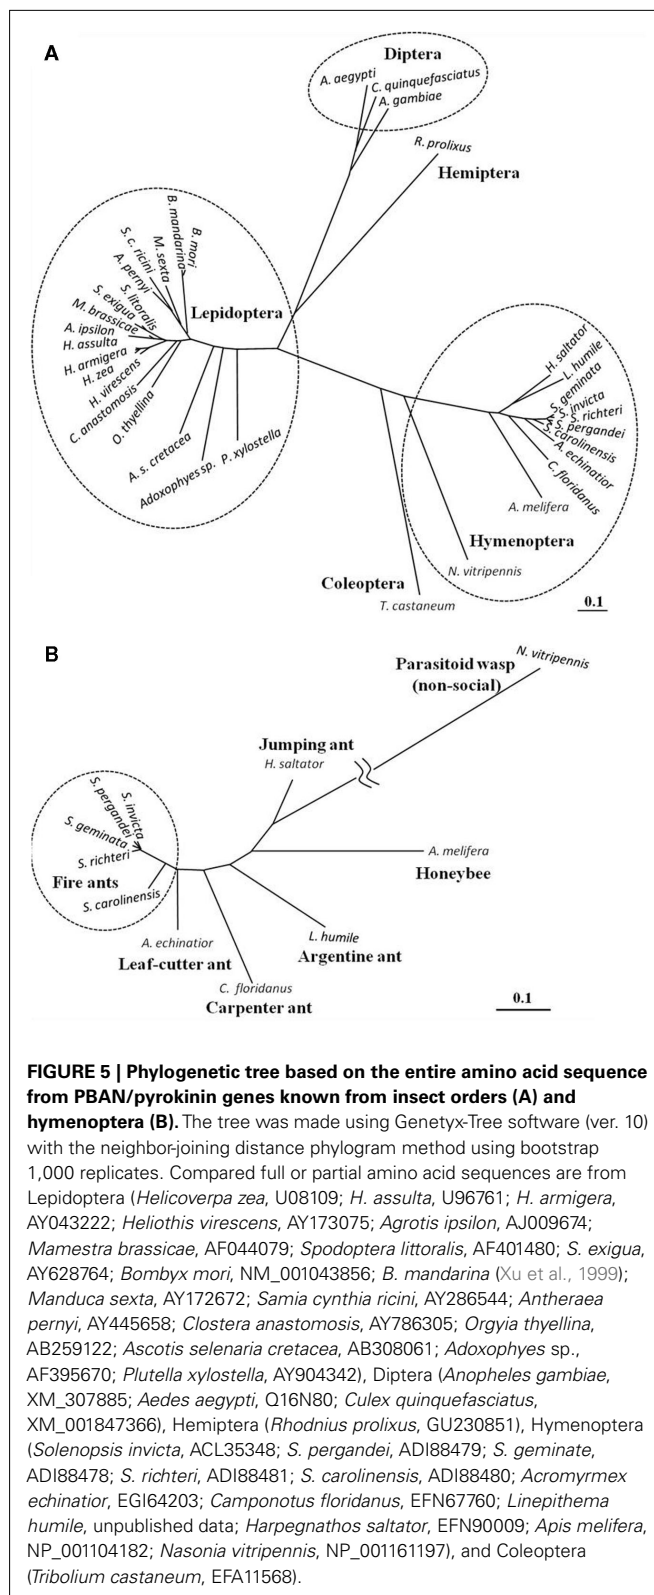 A
Diptera
A. aegypti
C. quinquefasciatus
A. gambiae
R. prolixus
Hemiptera
B. mandarina
B. mori
M. sexta
S. c. ricini
A. pernyi
S. litoralis
S. exigua
M. brassicae
A. ipsilon
H. assulta
H. armigera
H. zea
H. virescens
C. anastomosis
O. thyellina
A. s. cretacea
Adoxophyes sp.
P. xylostella
Lepidoptera
H. saltator
L. humile
S. geminata
S. invicta
S. richteri
S. pergandei
S. carolinensis
A. echinatior
C. floridanus
A. melifera
Hymenoptera
N. vitripennis
Coleoptera
T. castaneum
0.1
B
N. vitripennis
Parasitoid wasp
(non-social)
Jumping ant
H. saltator
S. invicta
S. pergandei
S. geminata
S. richteri
Fire ants
S. carolinensis
A. melifera
Honeybee
A. echinatior
Leaf-cutter ant
L. humile
Argentine ant
C. floridanus
Carpenter ant
0.1
FIGURE 5 | Phylogenetic tree based on the entire amino acid sequence
from PBAN/pyrokinin genes known from insect orders (A) and
hymenoptera (B). The tree was made using Genetyx-Tree software (ver. 10)
with the neighbor-joining distance phylogram method using bootstrap
1,000 replicates. Compared full or partial amino acid sequences are from
Lepidoptera (Helicoverpa zea, U08109; H. assulta, U96761; H. armigera,
AY043222; Heliothis virescens, AY173075; Agrotis ipsilon, AJ009674;
Mamestra brassicae, AF044079; Spodoptera littoralis, AF401480; S. exigua,
AY628764; Bombyx mori, NM_001043856; B. mandarina (Xu et al., 1999);
Manduca sexta, AY172672; Samia cynthia ricini, AY286544; Antheraea
pernyi, AY445658; Clostera anastomosis, AY786305; Orgyia thyellina,
AB259122; Ascotis selenaria cretacea, AB308061; Adoxophyes sp.,
AF395670; Plutella xylostella, AY904342), Diptera (Anopheles gambiae,
XM_307885; Aedes aegypti, Q16N80; Culex quinquefasciatus,
XM_001847366), Hemiptera (Rhodnius prolixus, GU230851), Hymenoptera
(Solenopsis invicta, ACL35348; S. pergandei, ADI88479; S. geminate,
ADI88478; S. richteri, ADI88481; S. carolinensis, ADI88480; Acromyrmex
echinatior, EGI64203; Camponotus floridanus, EFN67760; Linepithema
humile, unpublished data; Harpegnathos saltator, EFN90009; Apis melifera,
NP_001104182; Nasonia vitripennis, NP_001161197), and Coleoptera
(Tribolium castaneum, EFA11568).